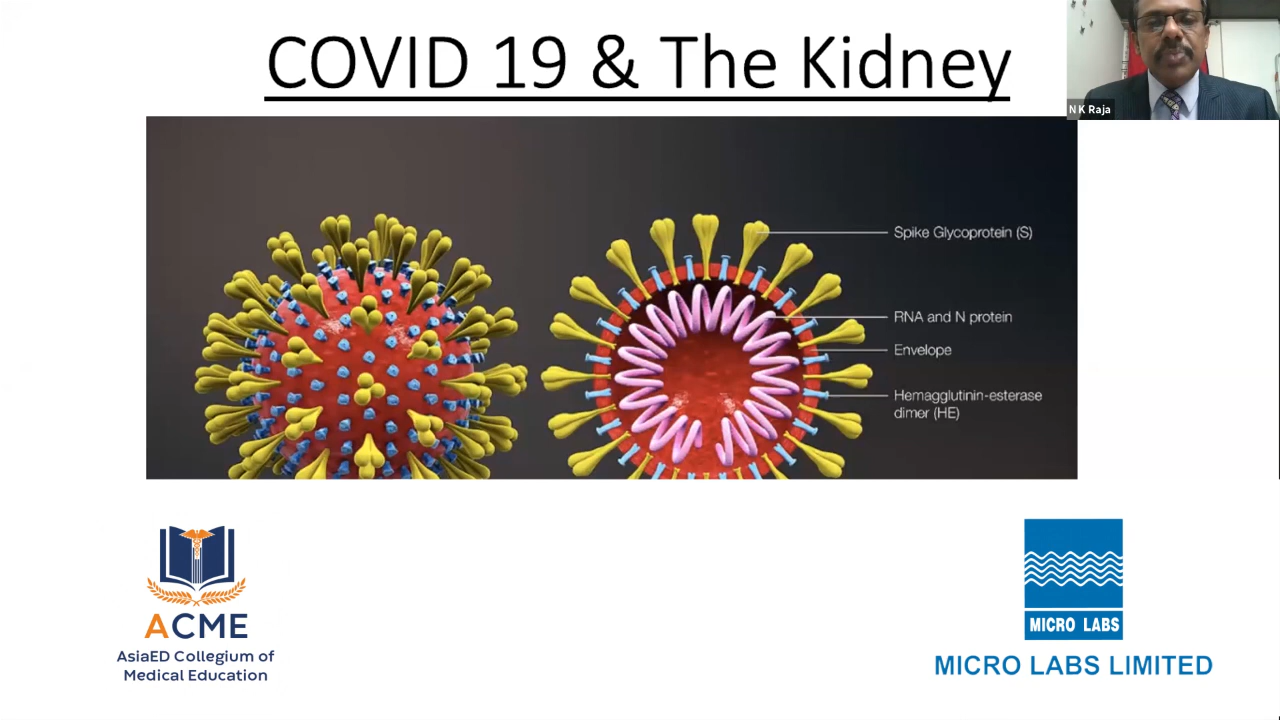 COVID 19 & The Kidney
N K Raja
Spike Glycoprotein (S)
RNA and N protein
Envelope
Hemagglutinin-esterase
dimer (HE)
ACME
AsiaED Collegium of
Medical Education
MICRO LABS
MICRO LABS LIMITED